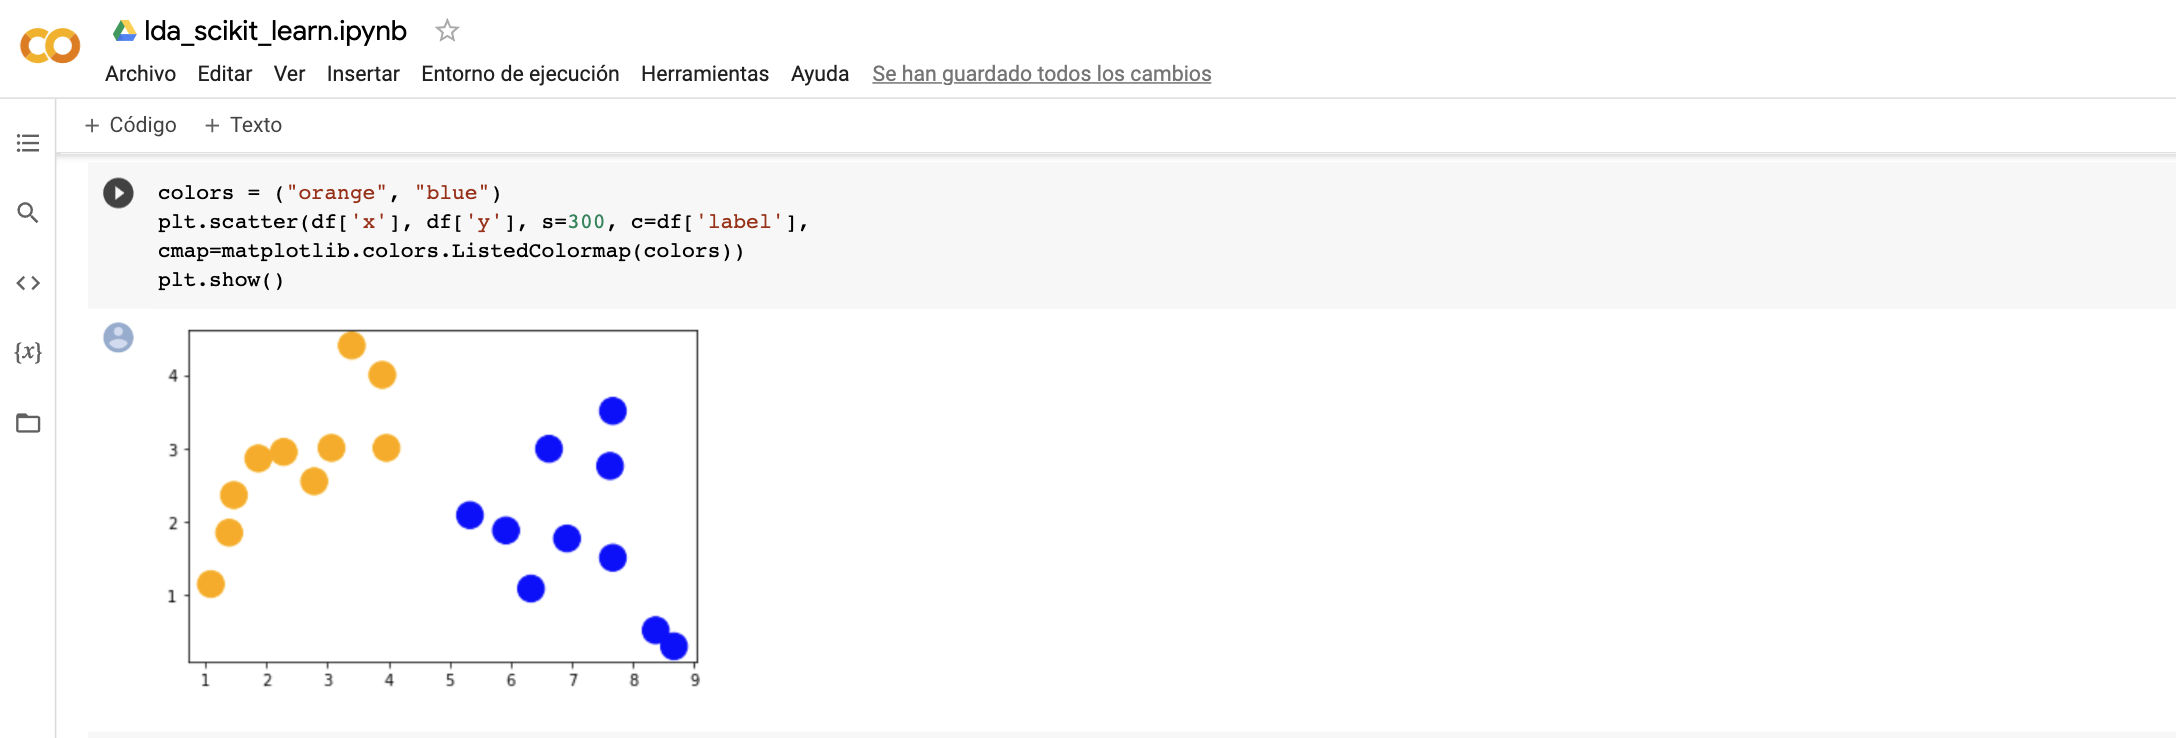 lda_scikit_learn.ipynb
Archivo Editar Ver Insertar Entorno de ejecución Herramientas Ayuda Se han guardado todos los cambios
+ Código + Texto
colors = ("orange", "blue")
plt.scatter(df['x'], df['y'], s=300, c=df['label'],
cmap=matplotlib.colors.ListedColormap(colors))
plt.show()
{x}
4
3
2
1
1 2 3 4 5 6 7 8 9